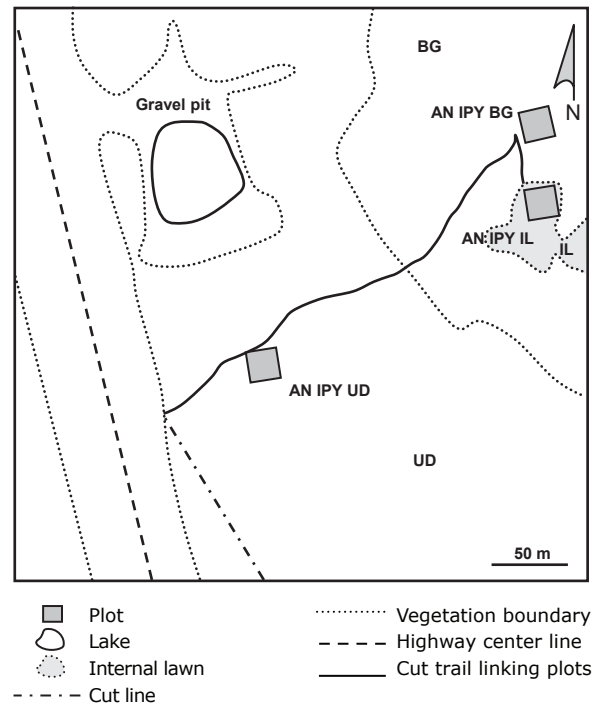 BG
Gravel pit
AN IPY BG
N
AN IPY IL
IL
AN IPY UD
UD
50 m
Plot
Lake
Internal lawn
Cut line
Vegetation boundary
Highway center line
Cut trail linking plots